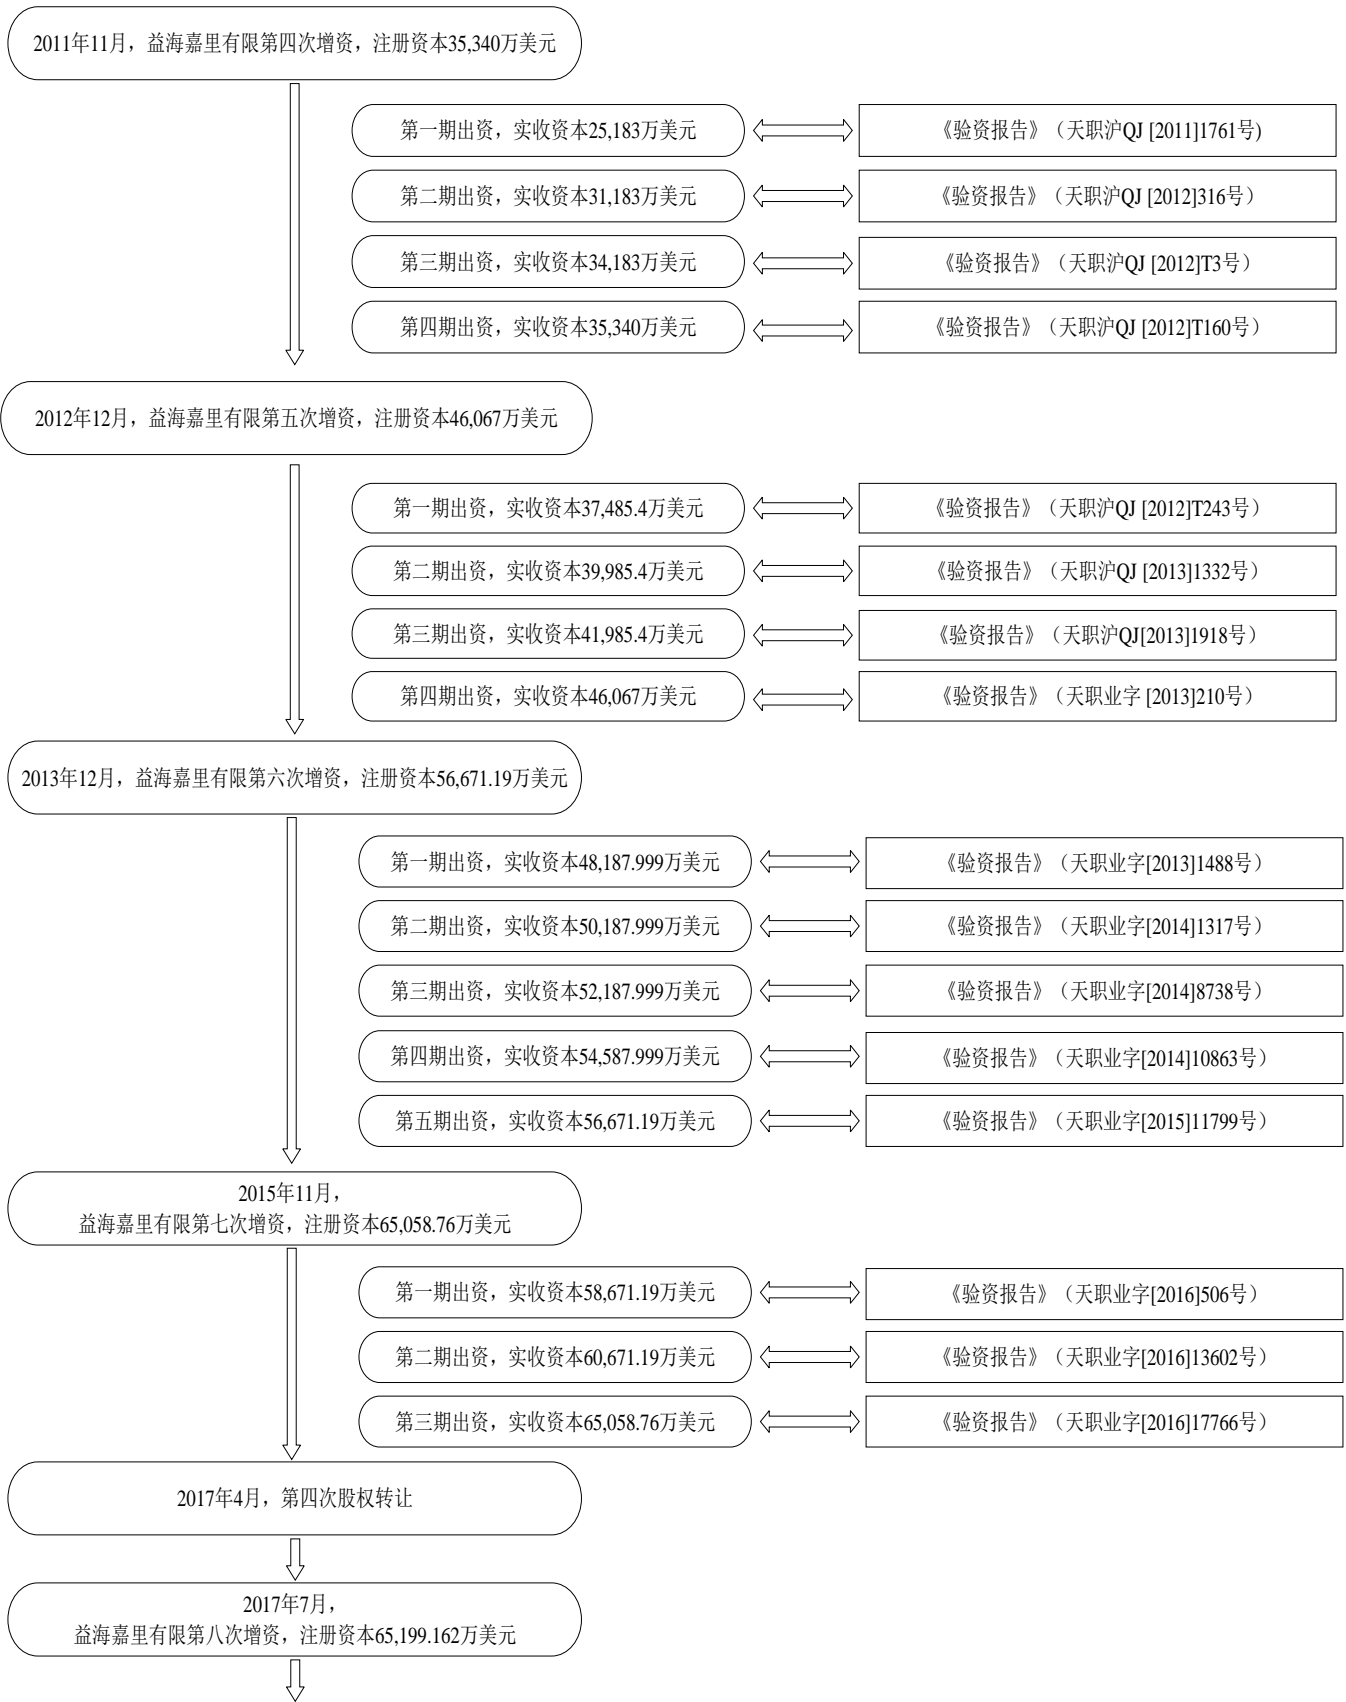 2011年11月，益海嘉里有限第四次增资，注册资本35,340万美元
第一期出资，实收资本25,183万美元
《验资报告》（天职沪QJ [2011]1761号)
第二期出资，实收资本31,183万美元
《验资报告》（天职沪QJ [2012]316号）
第三期出资，实收资本34,183万美元
《验资报告》（天职沪QJ [2012]T3号）
第四期出资，实收资本35,340万美元
《验资报告》（天职沪QJ [2012]T160号）
2012年12月，益海嘉里有限第五次增资，注册资本46,067万美元
第一期出资，实收资本37,485.4万美元
《验资报告》（天职沪QJ [2012]T243号）
第二期出资，实收资本39,985.4万美元
《验资报告》（天职沪QJ [2013]1332号）
第三期出资，实收资本41,985.4万美元
《验资报告》（天职沪QJ[2013]1918号）
第四期出资，实收资本46,067万美元
《验资报告》（天职业字 [2013]210号）
2013年12月，益海嘉里有限第六次增资，注册资本56,671.19万美元
第一期出资，实收资本48,187.999万美元
《验资报告》（天职业字[2013]1488号）
第二期出资，实收资本50,187.999万美元
《验资报告》（天职业字[2014]1317号）
第三期出资，实收资本52,187.999万美元
《验资报告》（天职业字[2014]8738号）
第四期出资，实收资本54,587.999万美元
《验资报告》（天职业字[2014]10863号）
第五期出资，实收资本56,671.19万美元
《验资报告》（天职业字[2015]11799号）
2015年11月，
益海嘉里有限第七次增资，注册资本65,058.76万美元
第一期出资，实收资本58,671.19万美元
《验资报告》（天职业字[2016]506号）
第二期出资，实收资本60,671.19万美元
《验资报告》（天职业字[2016]13602号）
第三期出资，实收资本65,058.76万美元
《验资报告》（天职业字[2016]17766号）
2017年4月，第四次股权转让
2017年7月，
益海嘉里有限第八次增资，注册资本65,199.162万美元